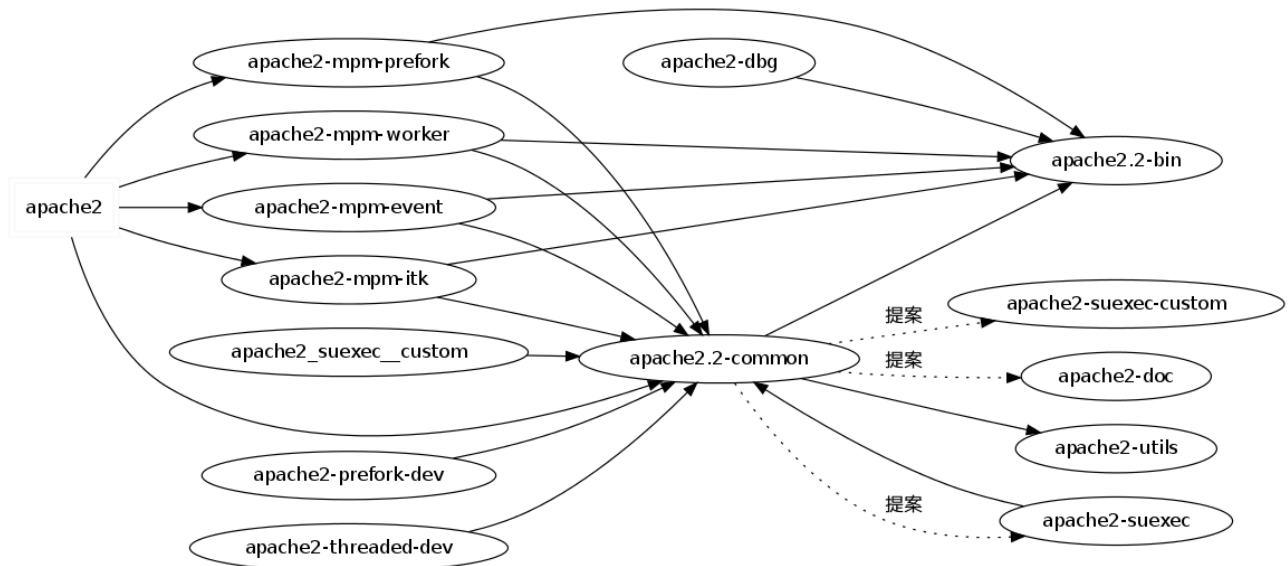 apache2-mpm-prefork
apache2-dbg
apache2-mpm-worker
apache2.2-bin
apache2
apache2-mpm-event
apache2-mpm-itk
提案
apache2-suexec-custom
apache2_suexec__custom
apache2.2-common
提案
apache2-doc
apache2-utils
apache2-prefork-dev
提案
apache2-suexec
apache2-threaded-dev